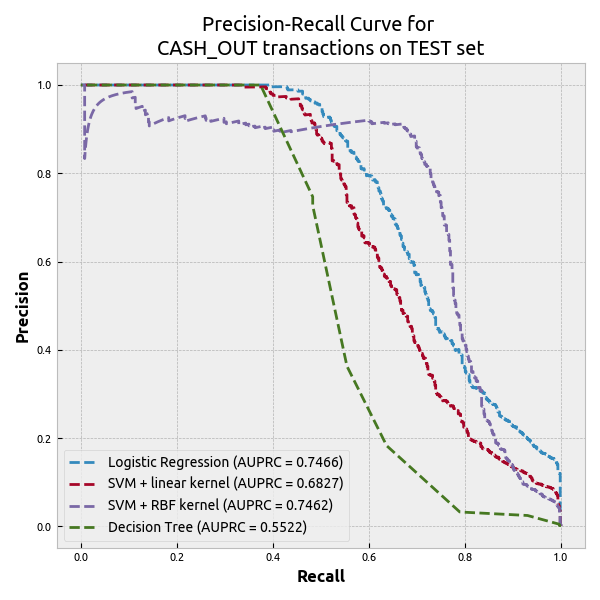 Precision-Recall Curve for
CASH_OUT transactions on TEST set
Precision
1.0
0.8
0.6
0.4
0.2
0.0
Logistic Regression (AUPRC = 0.7466)
SVM + linear kernel (AUPRC = 0.6827)
SVM + RBF kernel (AUPRC = 0.7462)
Decision Tree (AUPRC = 0.5522)
0.0 0.2 0.4 0.6 0.8 1.0
Recall